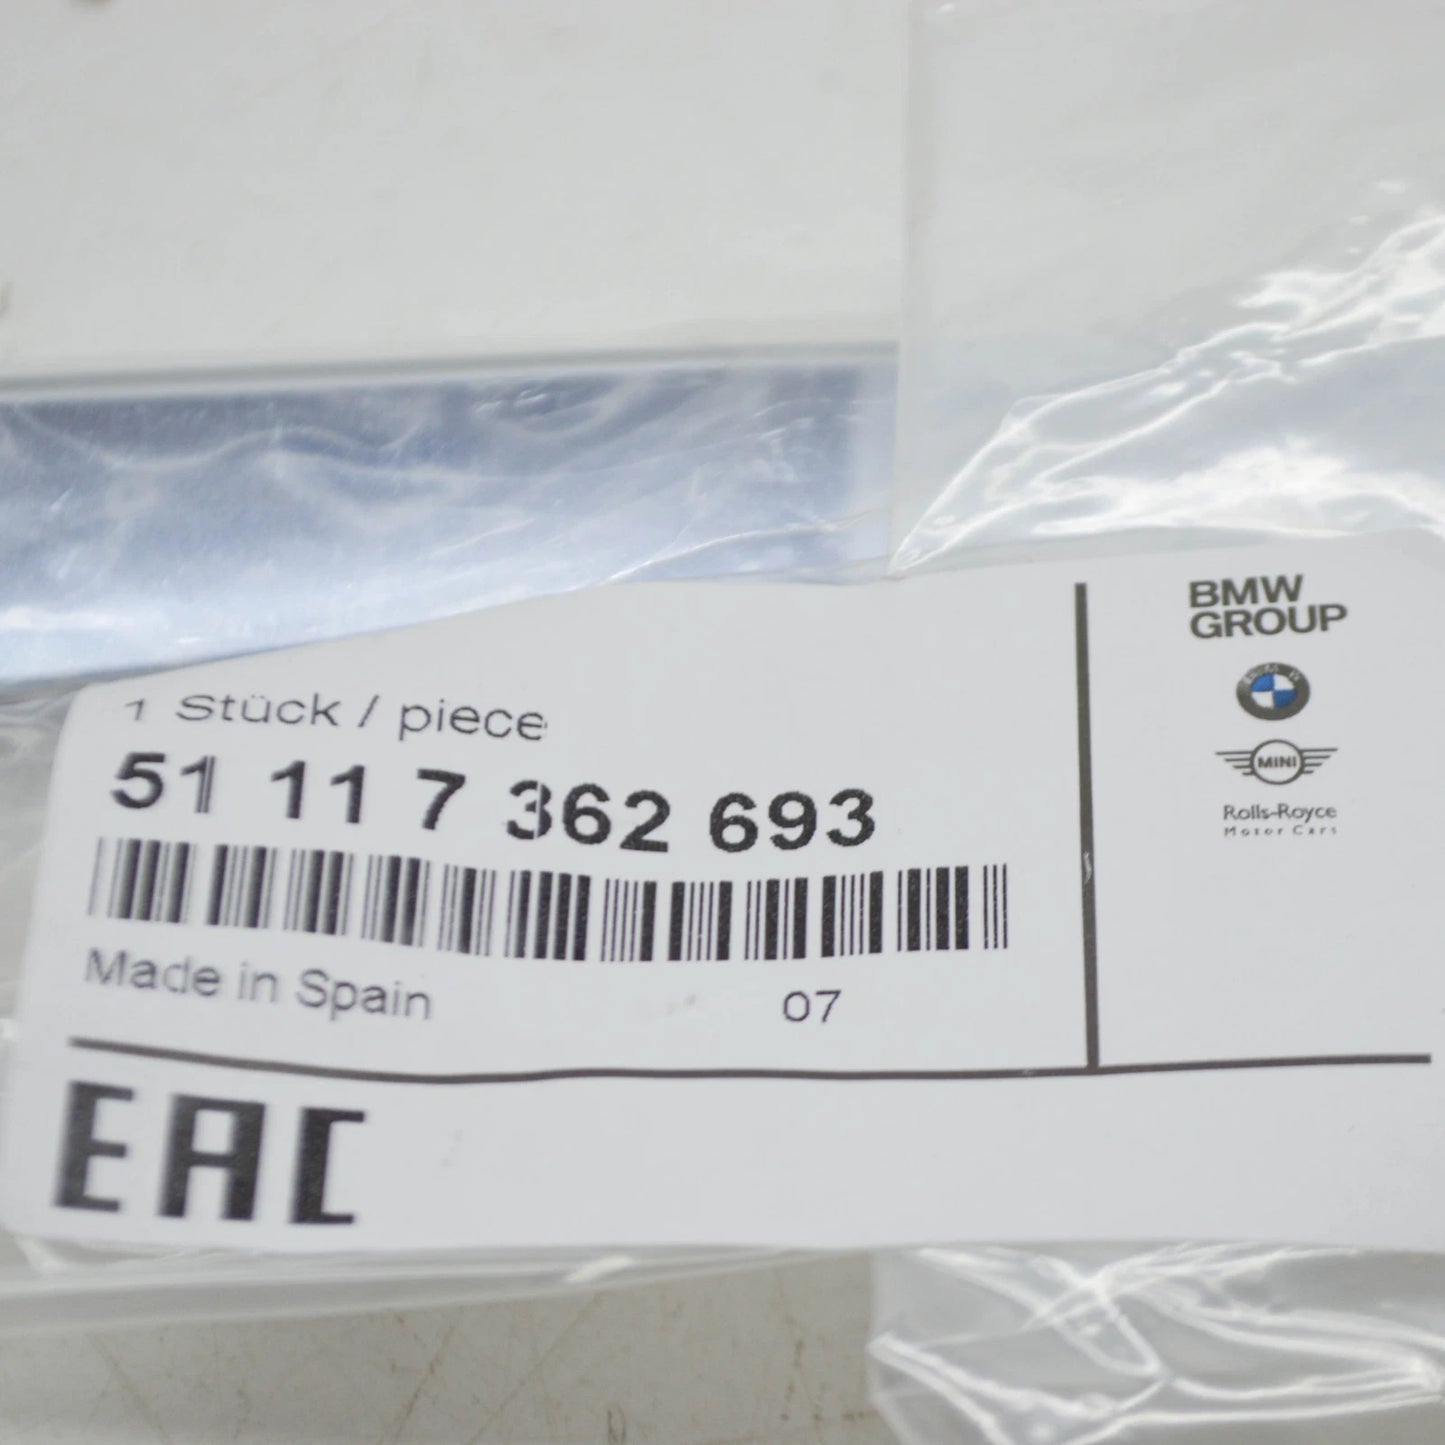 1 Stück / piece
51 11 7 362 693
Made in Spain
07
EAC
BMW
GROUP
MINI
Rolls-Royce
Motor Cars